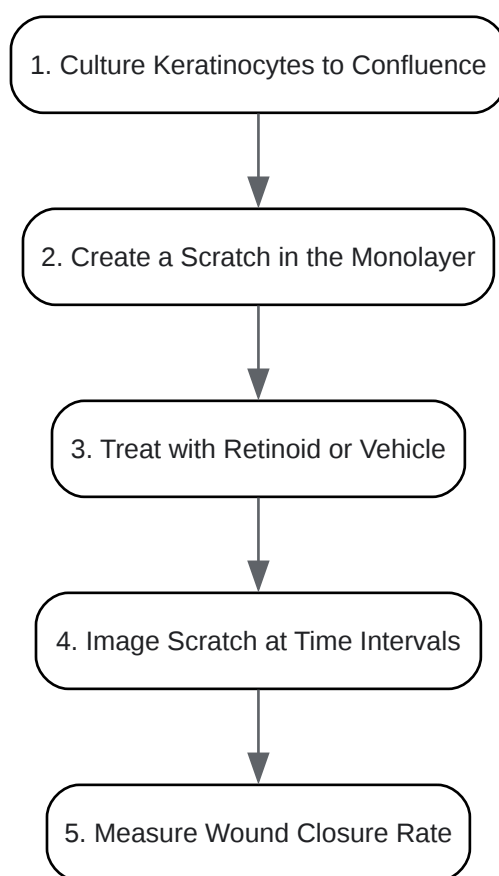 1. Culture Keratinocytes to Confluence
2. Create a Scratch in the Monolayer
3. Treat with Retinoid or Vehicle
4. Image Scratch at Time Intervals
5. Measure Wound Closure Rate